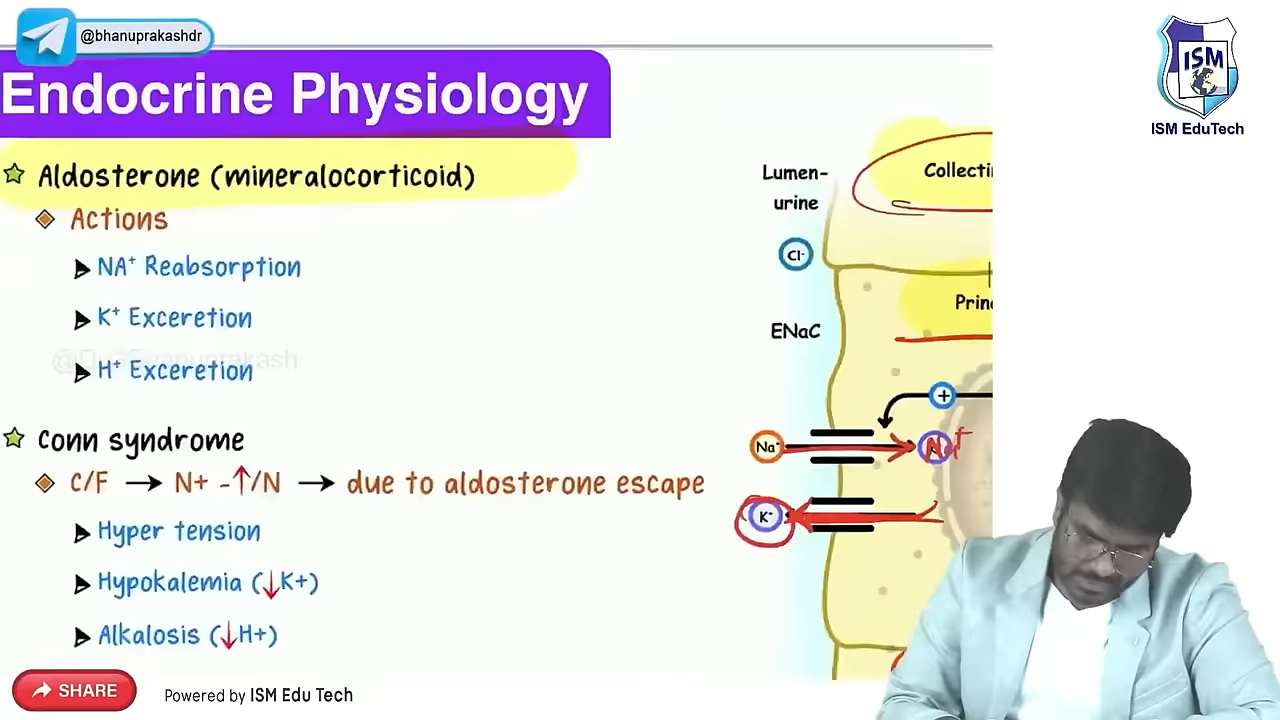 @bhanuprakashdr
ISM
ISM EduTech
Endocrine Physiology
Aldosterone (mineralocorticoid)
Actions
NA⁺ Reabsorption
K⁺ Exceretion
H⁺ Exceretion
Conn syndrome
C/F → N+ -↑/N → due to aldosterone escape
Hyper tension
Hypokalemia (↓K+)
Alkalosis (↓H+)
Lumen-
urine
Cl⁻
ENaC
Na⁺
K⁺
+
Na⁺
SHARE
Powered by ISM Edu Tech